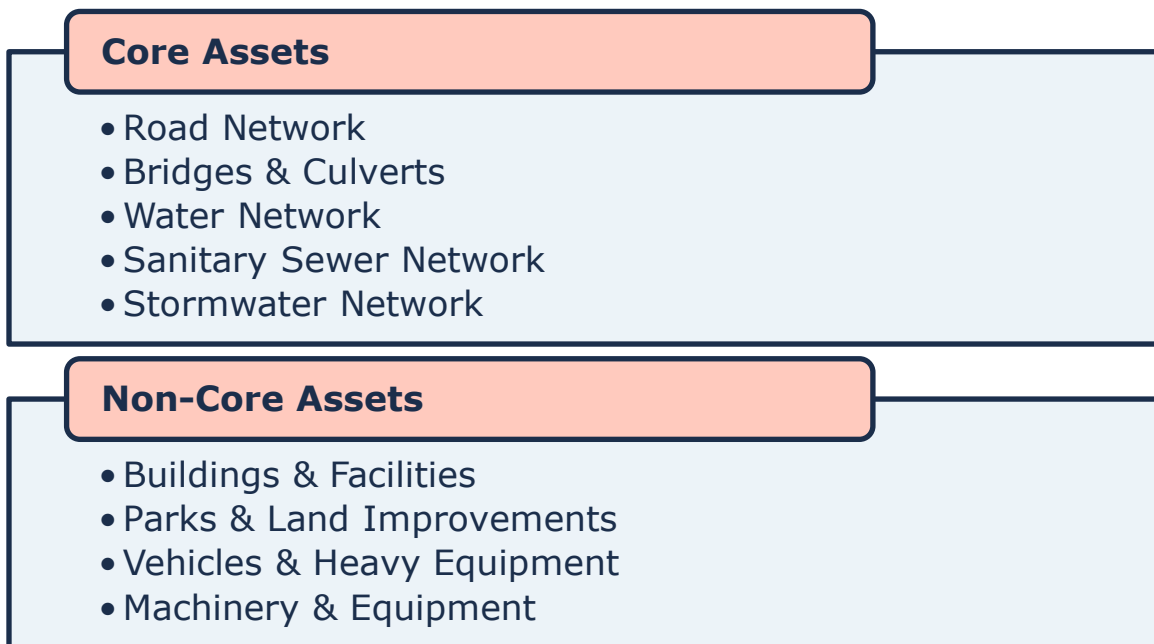 Core Assets
• Road Network
• Bridges & Culverts
• Water Network
• Sanitary Sewer Network
• Stormwater Network
Non-Core Assets
• Buildings & Facilities
• Parks & Land Improvements
• Vehicles & Heavy Equipment
• Machinery & Equipment